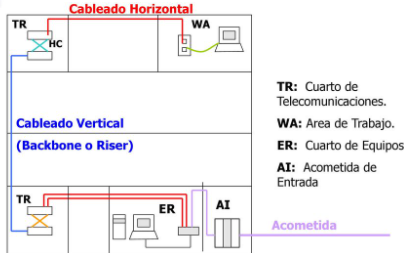 Cableado Horizontal
TR
WA
HC
TR: Cuarto de
Telecomunicaciones.
WA: Area de Trabajo.
ER: Cuarto de Equipos
AI: Acometida de
Entrada
Cableado Vertical
(Backbone o Riser)
TR
ER
AI
Acometida